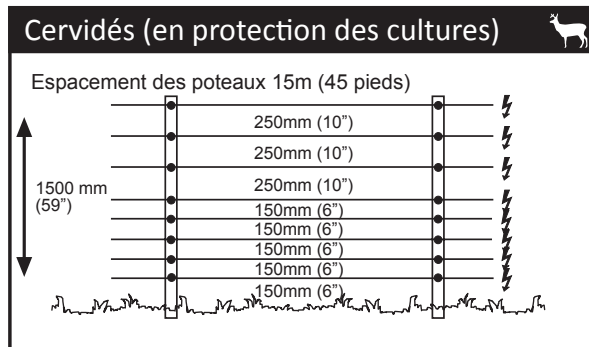 Cervidés (en protection des cultures)
Espacement des poteaux 15m (45 pieds)
250mm (10”)
250mm (10”)
1500 mm
(59”)
250mm (10”)
150mm (6”)
150mm (6”)
150mm (6”)
150mm (6”)
150mm (6”)